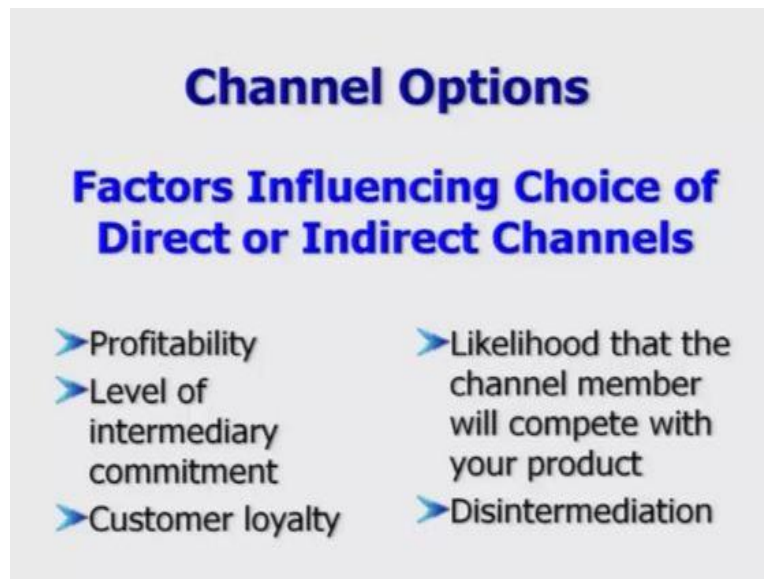 Channel Options
Factors Influencing Choice of
Direct or Indirect Channels
Profitability
Level of
intermediary
commitment
Customer loyalty
Likelihood that the
channel member
will compete with
your product
Disintermediation